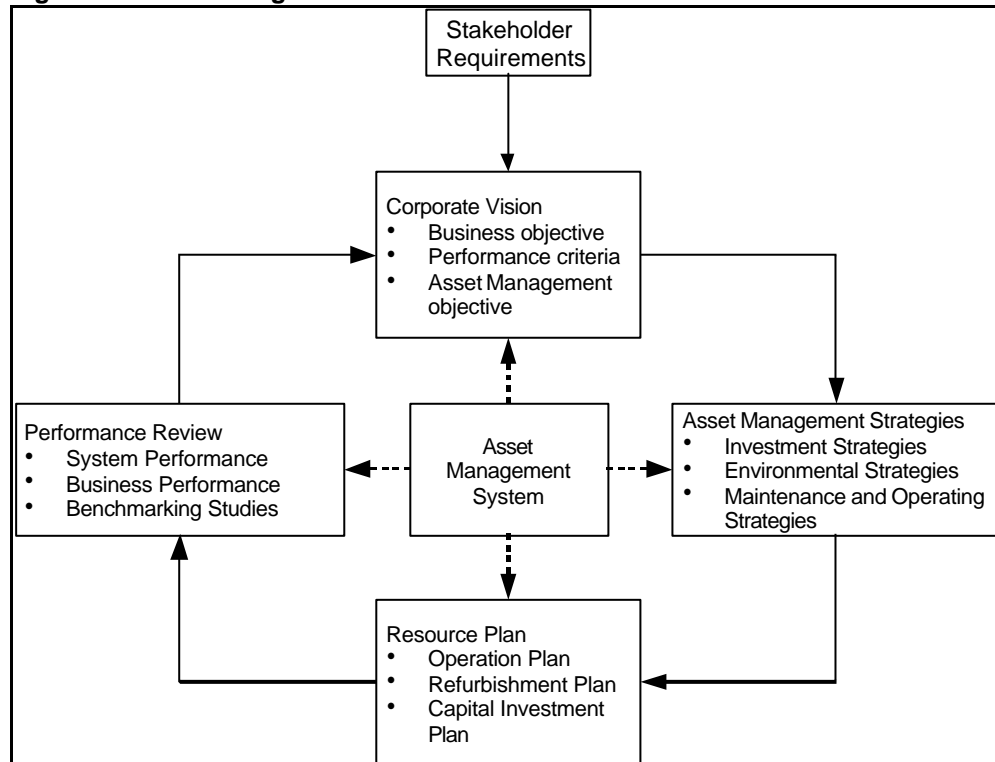 Stakeholder
Requirements
Corporate Vision
• Business objective
• Performance criteria
• Asset Management
objective
Performance Review
• System Performance
• Business Performance
• Benchmarking Studies
Asset
Management
System
Asset Management Strategies
• Investment Strategies
• Environmental Strategies
• Maintenance and Operating
Strategies
Resource Plan
• Operation Plan
• Refurbishment Plan
• Capital Investment
Plan